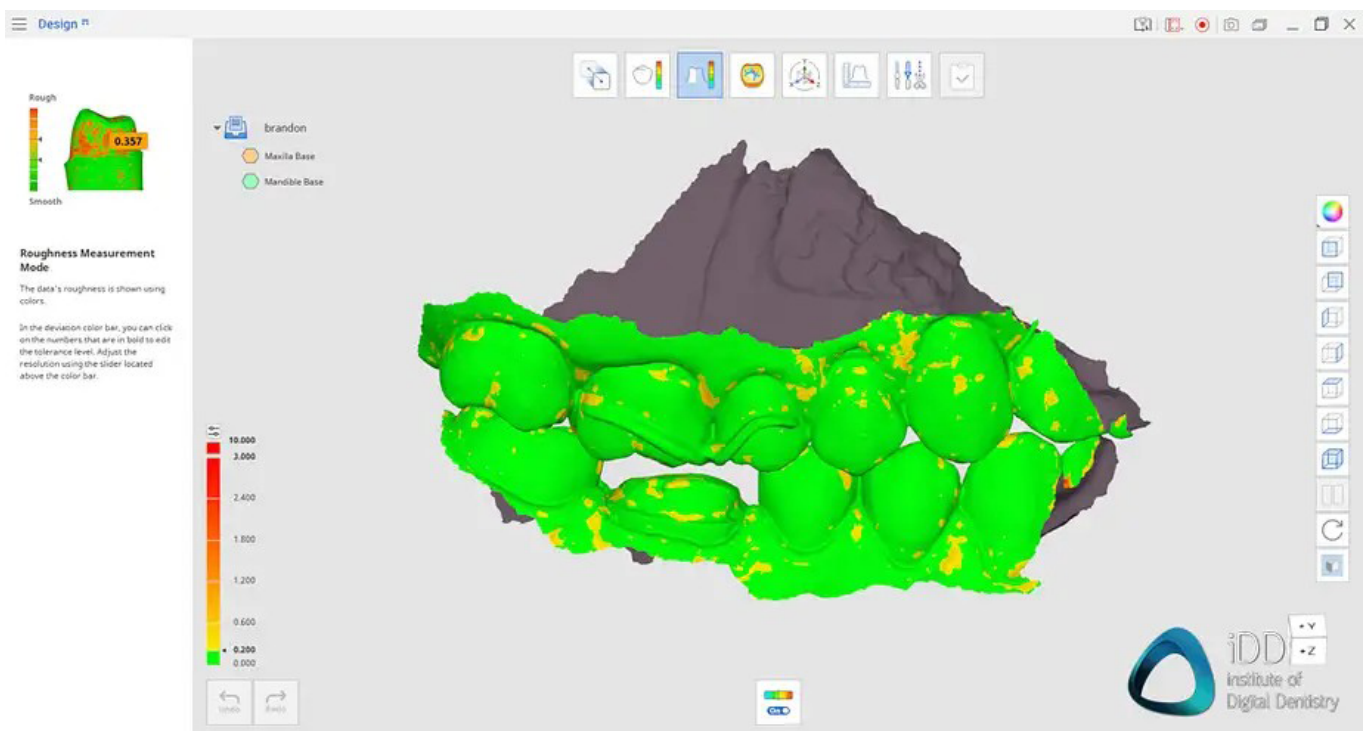 Design
Rough
0.357
Smooth
Roughness Measurement
Mode
The data's roughness is shown using
colors.
In the deviation color bar, you can click
on the numbers that are in bold to edit
the tolerance level. Adjust the
resolution using the slider located
above the color bar.
brandon
Maxilla Base
Mandible Base
10.000
3.000
2.400
1.800
1.200
0.600
0.200
0.000
Undo
Redo
On
+Y
+Z
iDD
Institute of
Digital Dentistry